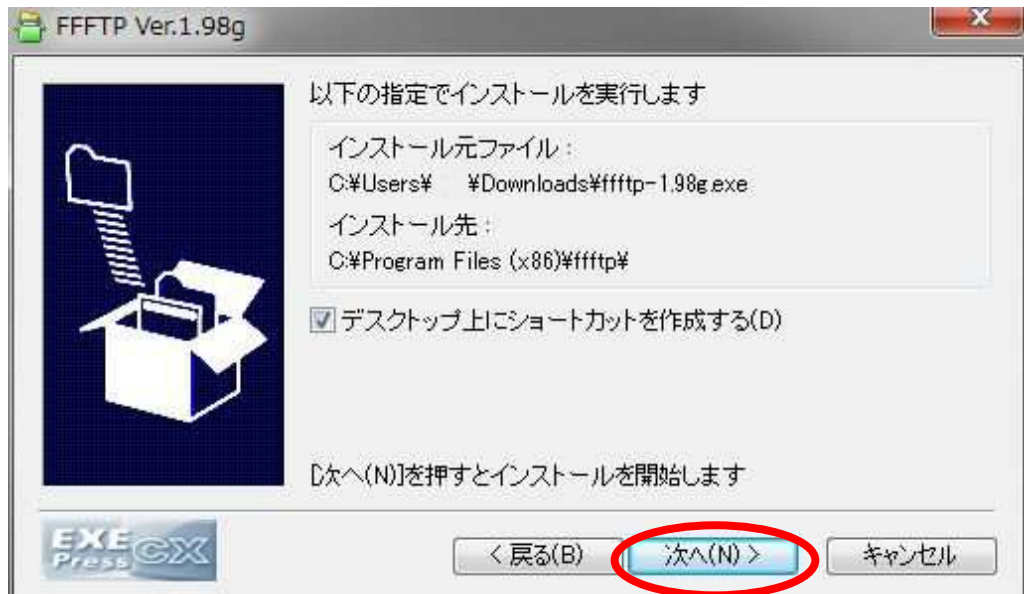 FFFTP Ver.1.98g
以下の指定でインストールを実行します
インストール元ファイル：
C:¥Users¥ ¥Downloads¥ffftp-1.98g.exe
インストール先：
C:¥Program Files (x86)¥ffftp¥
デスクトップ上にショートカットを作成する(D)
[次へ(N)]を押すとインストールを開始します
EXE Press CX
< 戻る(B) 次へ(N) > キャンセル